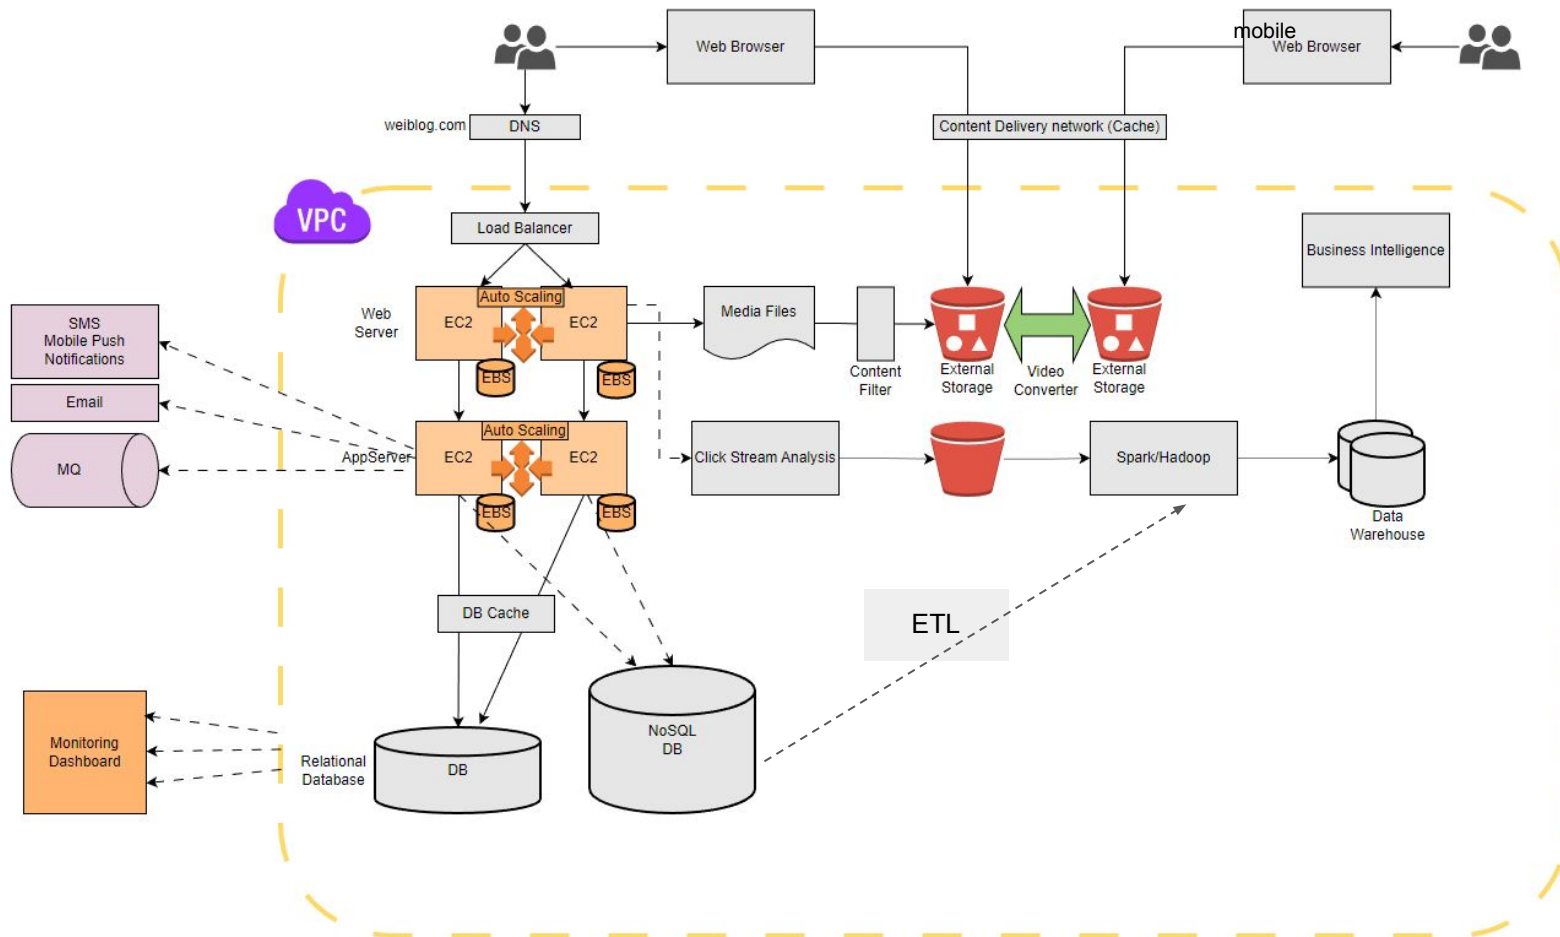 Web Browser
mobile
Web Browser
weiblog.com
DNS
Content Delivery network (Cache)
VPC
Load Balancer
Business Intelligence
Auto Scaling
Web
Server
EC2
EC2
Media Files
SMS
Mobile Push
Notifications
EBS
EBS
Content
Filter
External
Storage
Video
Converter
External
Storage
Email
Auto Scaling
AppServer
EC2
EC2
Click Stream Analysis
Spark/Hadoop
MQ
EBS
EBS
Data
Warehouse
DB Cache
ETL
NoSQL
DB
Monitoring
Dashboard
Relational
Database
DB